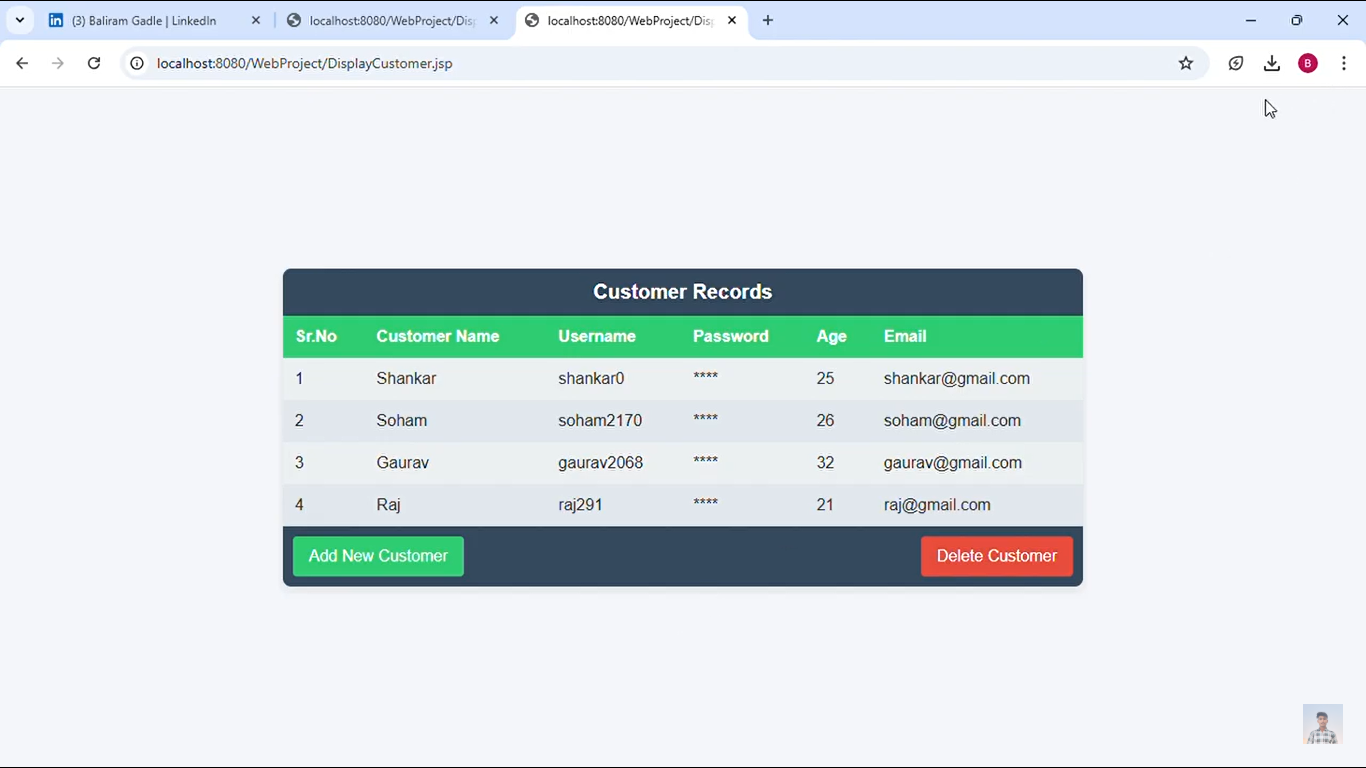 (3) Baliram Gadle | LinkedIn
localhost:8080/WebProject/Dis
localhost:8080/WebProject/Dis
localhost:8080/WebProject/DisplayCustomer.jsp
B
Customer Records
Sr.No Customer Name Username Password Age Email
1 Shankar shankar0 **** 25 shankar@gmail.com
2 Soham soham2170 **** 26 soham@gmail.com
3 Gaurav gaurav2068 **** 32 gaurav@gmail.com
4 Raj raj291 **** 21 raj@gmail.com
Add New Customer Delete Customer